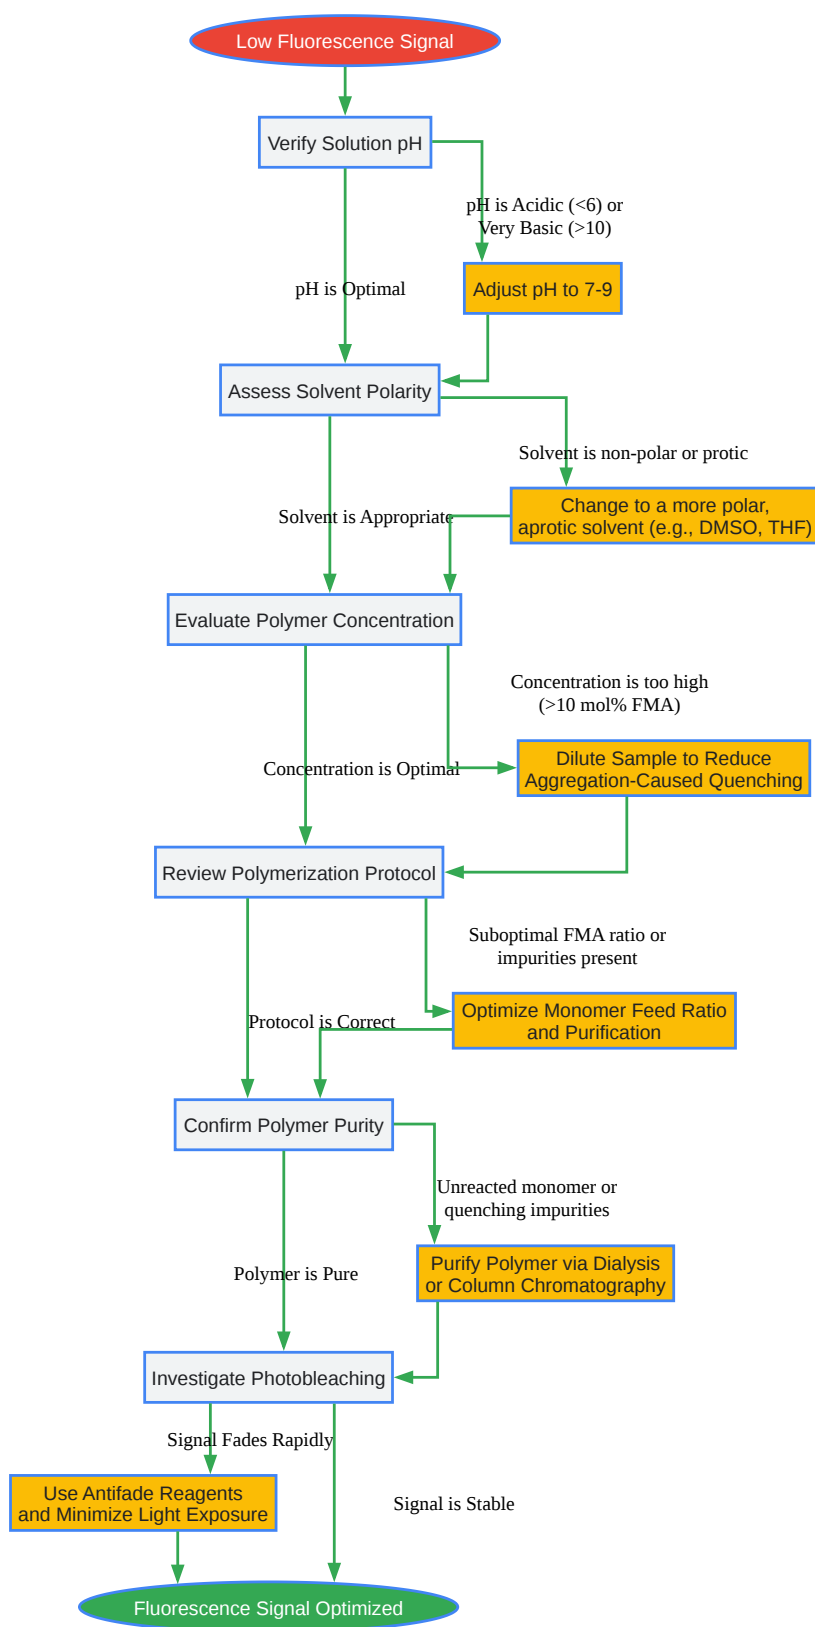 Low Fluorescence Signal
Verify Solution pH
pH is Acidic (<6) or
Very Basic (>10)
pH is Optimal
Adjust pH to 7-9
Assess Solvent Polarity
Solvent is non-polar or protic
Solvent is Appropriate
Change to a more polar,
aprotic solvent (e.g., DMSO, THF)
Evaluate Polymer Concentration
Concentration is too high
(>10 mol% FMA)
Concentration is Optimal
Dilute Sample to Reduce
Aggregation-Caused Quenching
Review Polymerization Protocol
Suboptimal FMA ratio or
impurities present
Protocol is Correct
Optimize Monomer Feed Ratio
and Purification
Confirm Polymer Purity
Unreacted monomer or
quenching impurities
Polymer is Pure
Purify Polymer via Dialysis
or Column Chromatography
Investigate Photobleaching
Signal Fades Rapidly
Use Antifade Reagents
and Minimize Light Exposure
Signal is Stable
Fluorescence Signal Optimized